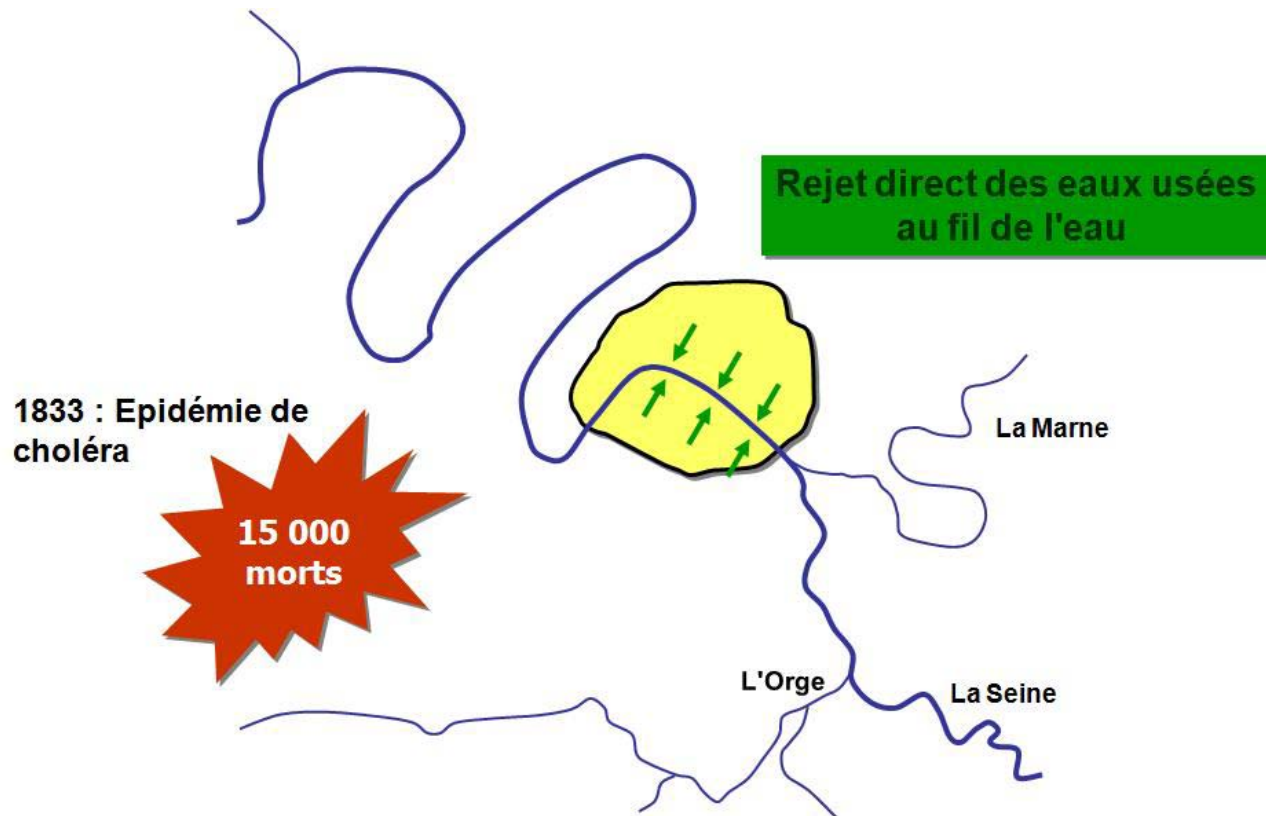 Rejet direct des eaux usées
au fil de l'eau
1833 : Epidémie de
choléra
15 000
morts
La Marne
L'Orge
La Seine